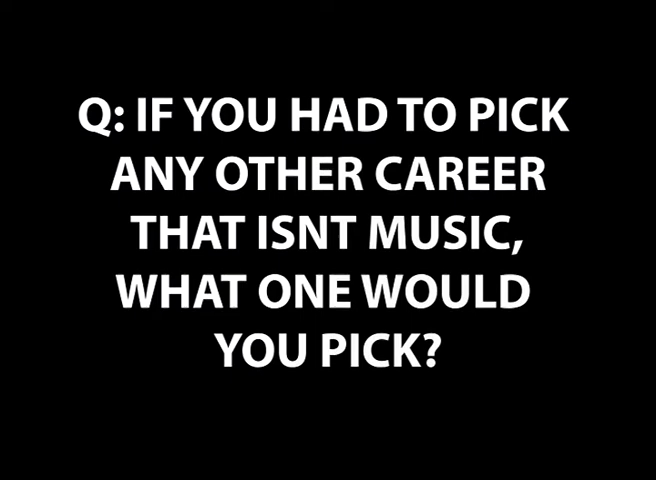 Q: IF YOU HAD TO PICK
ANY OTHER CAREER
THAT ISNT MUSIC,
WHAT ONE WOULD
YOU PICK?